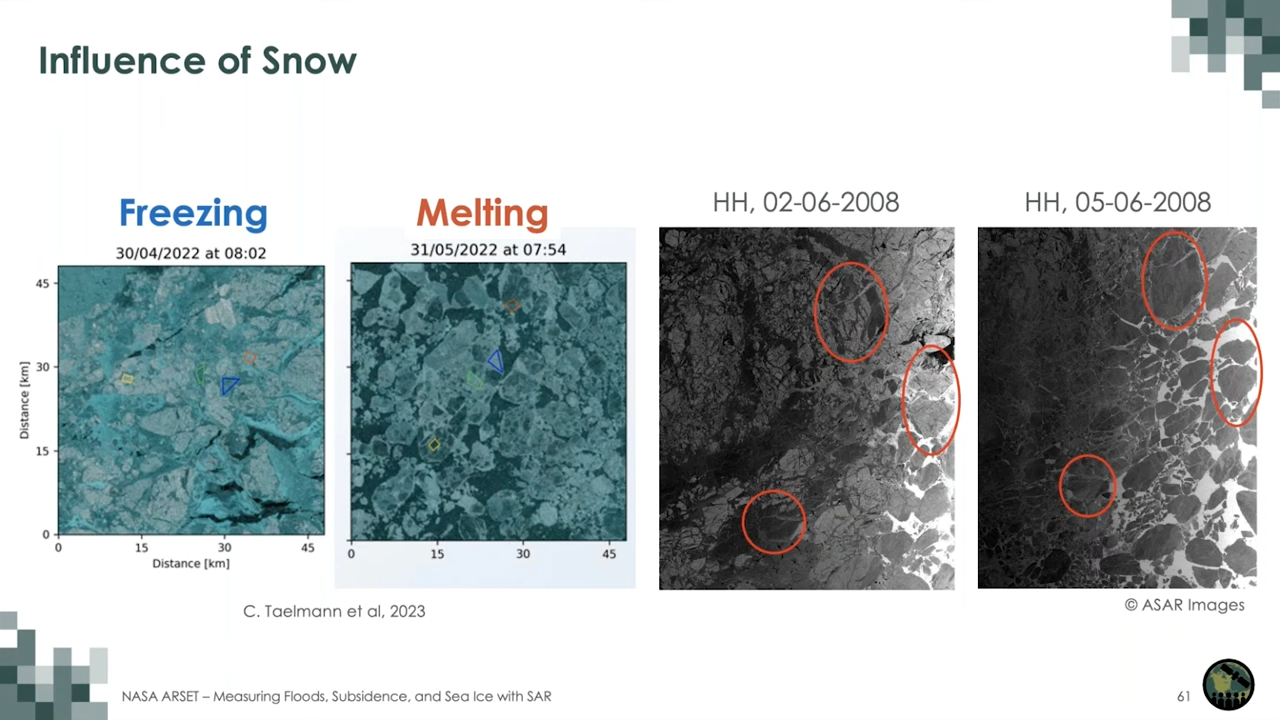 Influence of Snow
Freezing
30/04/2022 at 08:02
45
30
15
0
Distance [km]
0
15
30
45
Distance [km]
Melting
31/05/2022 at 07:54
0
15
30
45
HH, 02-06-2008
HH, 05-06-2008
C. Taelmann et al, 2023
© ASAR Images
NASA ARSET – Measuring Floods, Subsidence, and Sea Ice with SAR
61